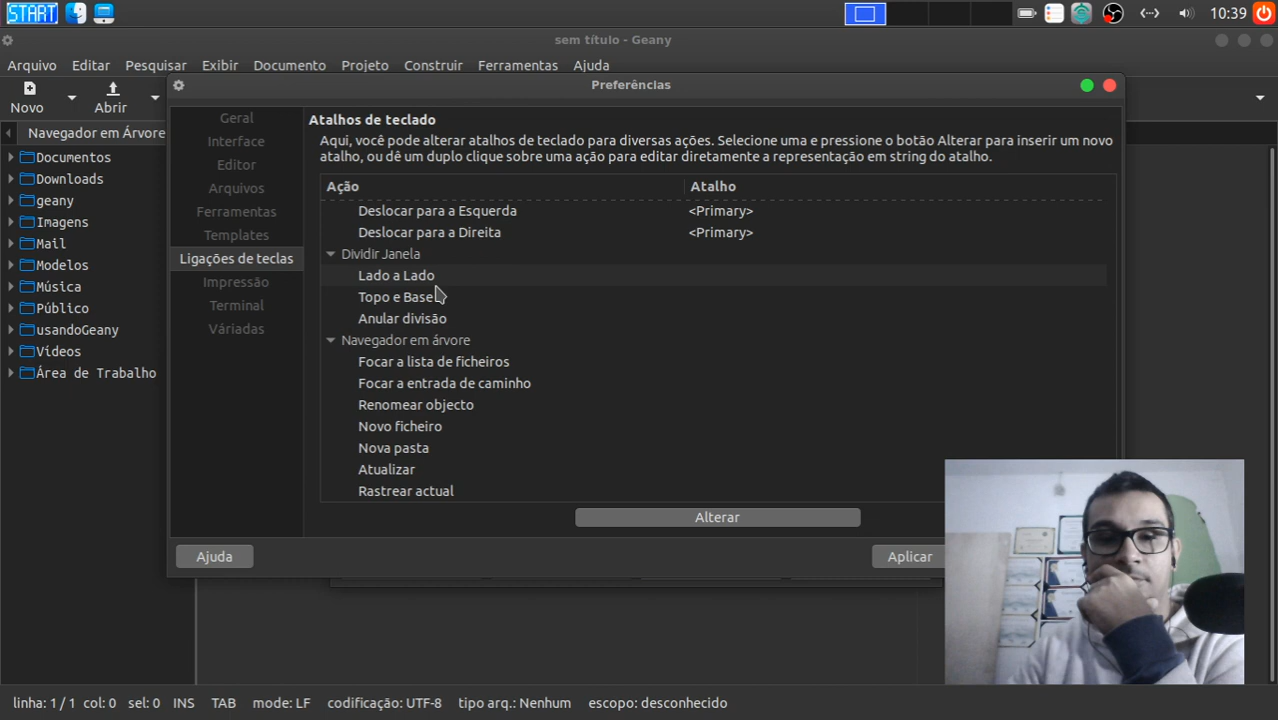 START
10:39
sem título - Geany
Arquivo Editar Pesquisar Exibir Documento Projeto Construir Ferramentas Ajuda
Novo
Abrir
Navegador em Árvore
Documentos
Downloads
geany
Imagens
Mail
Modelos
Música
Público
usandoGeany
Vídeos
Área de Trabalho
Preferências
Geral
Interface
Editor
Arquivos
Ferramentas
Templates
Ligações de teclas
Impressão
Terminal
Váriadas
Atalhos de teclado
Aqui, você pode alterar atalhos de teclado para diversas ações. Selecione uma e pressione o botão Alterar para inserir um novo
atalho, ou dê um duplo clique sobre uma ação para editar diretamente a representação em string do atalho.
Ação Atalho
Deslocar para a Esquerda <Primary>
Deslocar para a Direita <Primary>
Dividir Janela
Lado a Lado
Topo e Base
Anular divisão
Navegador em árvore
Focar a lista de ficheiros
Focar a entrada de caminho
Renomear objecto
Novo ficheiro
Nova pasta
Atualizar
Rastrear actual
Alterar
Ajuda
Aplicar
linha: 1 / 1 col: 0 sel: 0 INS TAB mode: LF codificação: UTF-8 tipo arq.: Nenhum escopo: desconhecido